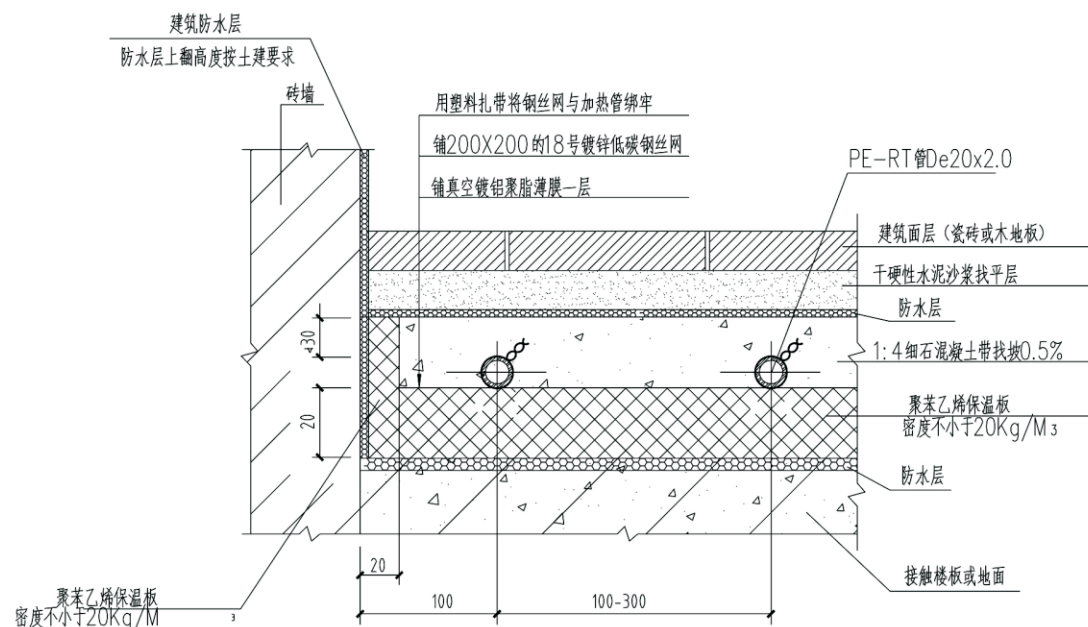 建筑防水层
防水层上翻高度按土建要求
砖墙
用塑料扎带将钢丝网与加热管绑牢
铺200X200的18号镀锌低碳钢丝网
铺真空镀铝聚脂薄膜一层
PE-RT管De20x2.0
建筑面层（瓷砖或木地板）
干硬性水泥沙浆找平层
防水层
1:4细石混凝土带找坡0.5%
聚苯乙烯保温板
密度不小于20Kg/M3
防水层
接触楼板或地面
30
20
20
100
100-300
聚苯乙烯保温板
密度不小于20Kg/M
3